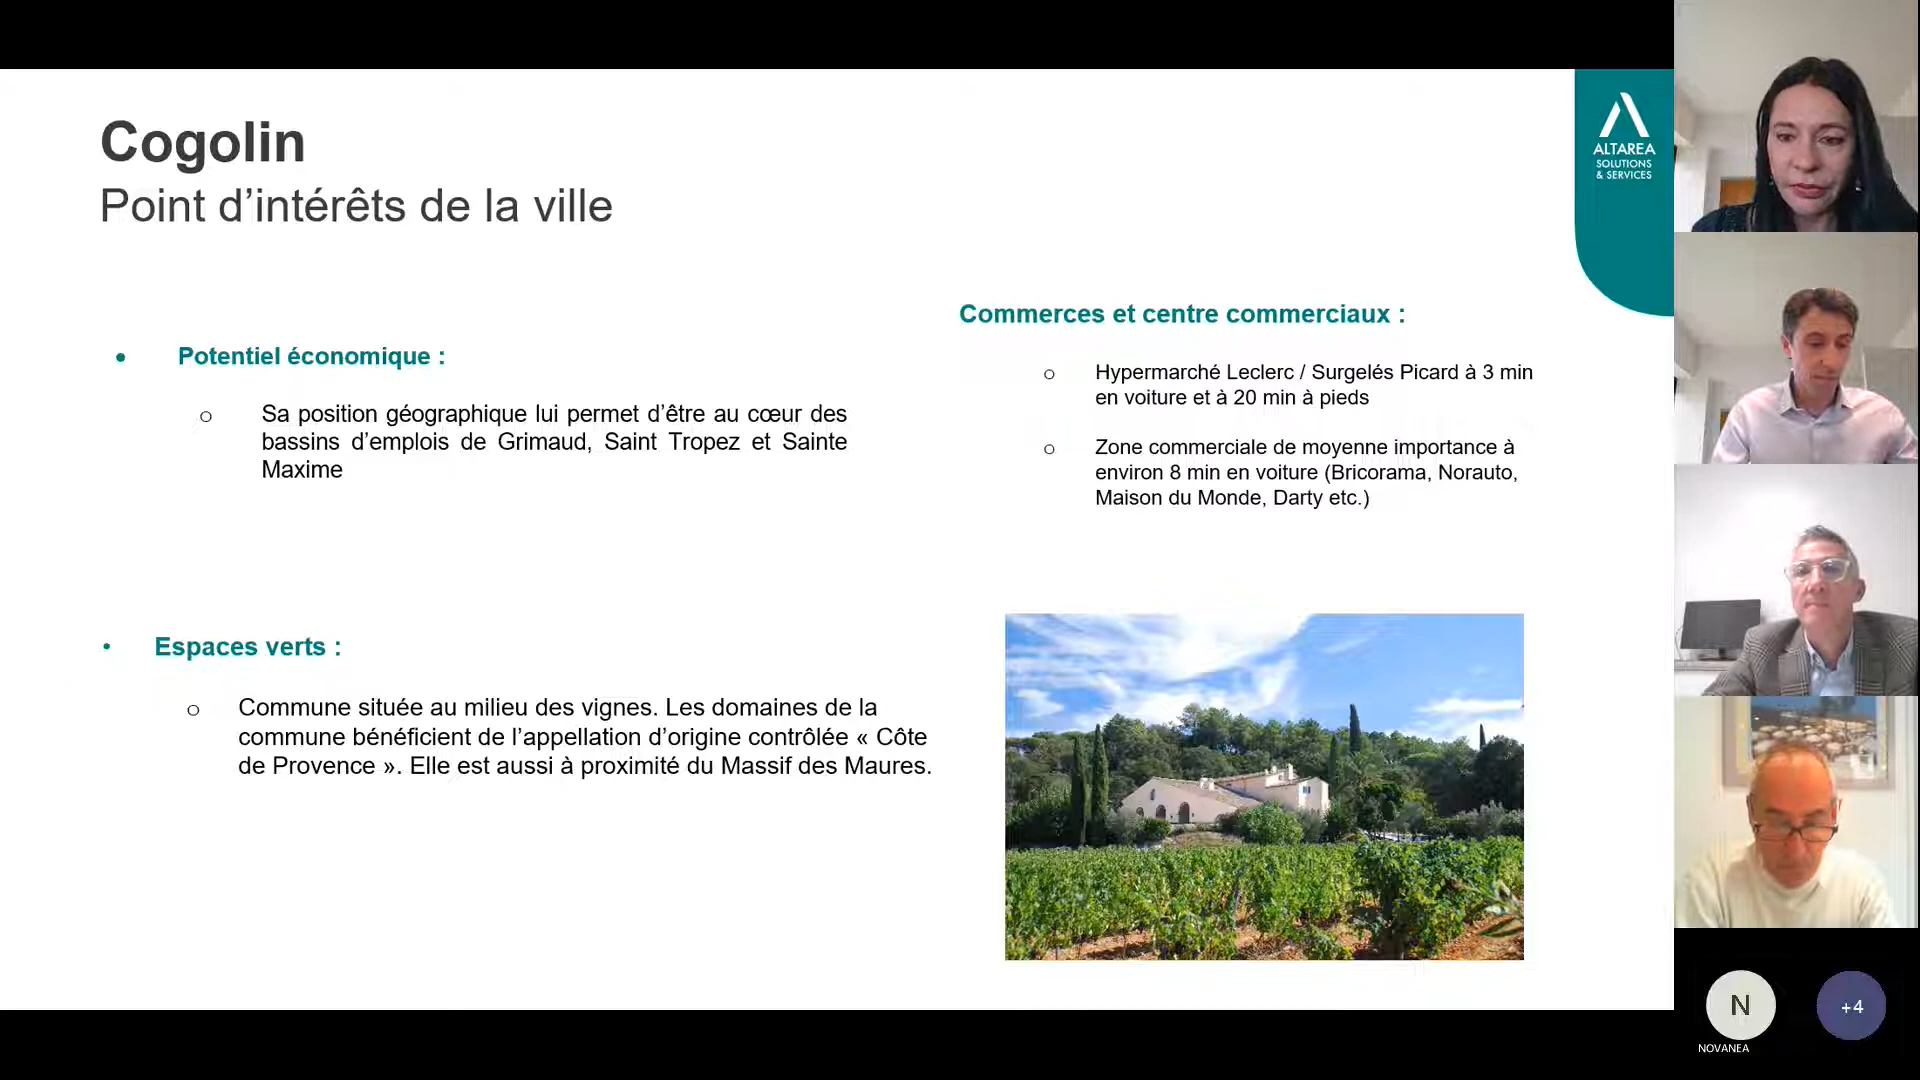 Cogolin
Point d’intérêts de la ville
ALTAREA
SOLUTIONS
& SERVICES
• Potentiel économique :
o Sa position géographique lui permet d’être au cœur des
bassins d’emplois de Grimaud, Saint Tropez et Sainte
Maxime
• Espaces verts :
o Commune située au milieu des vignes. Les domaines de la
commune bénéficient de l’appellation d’origine contrôlée « Côte
de Provence ». Elle est aussi à proximité du Massif des Maures.
Commerces et centre commerciaux :
o Hypermarché Leclerc / Surgelés Picard à 3 min
en voiture et à 20 min à pieds
o Zone commerciale de moyenne importance à
environ 8 min en voiture (Bricorama, Norauto,
Maison du Monde, Darty etc.)
N
NOVANEA
+4